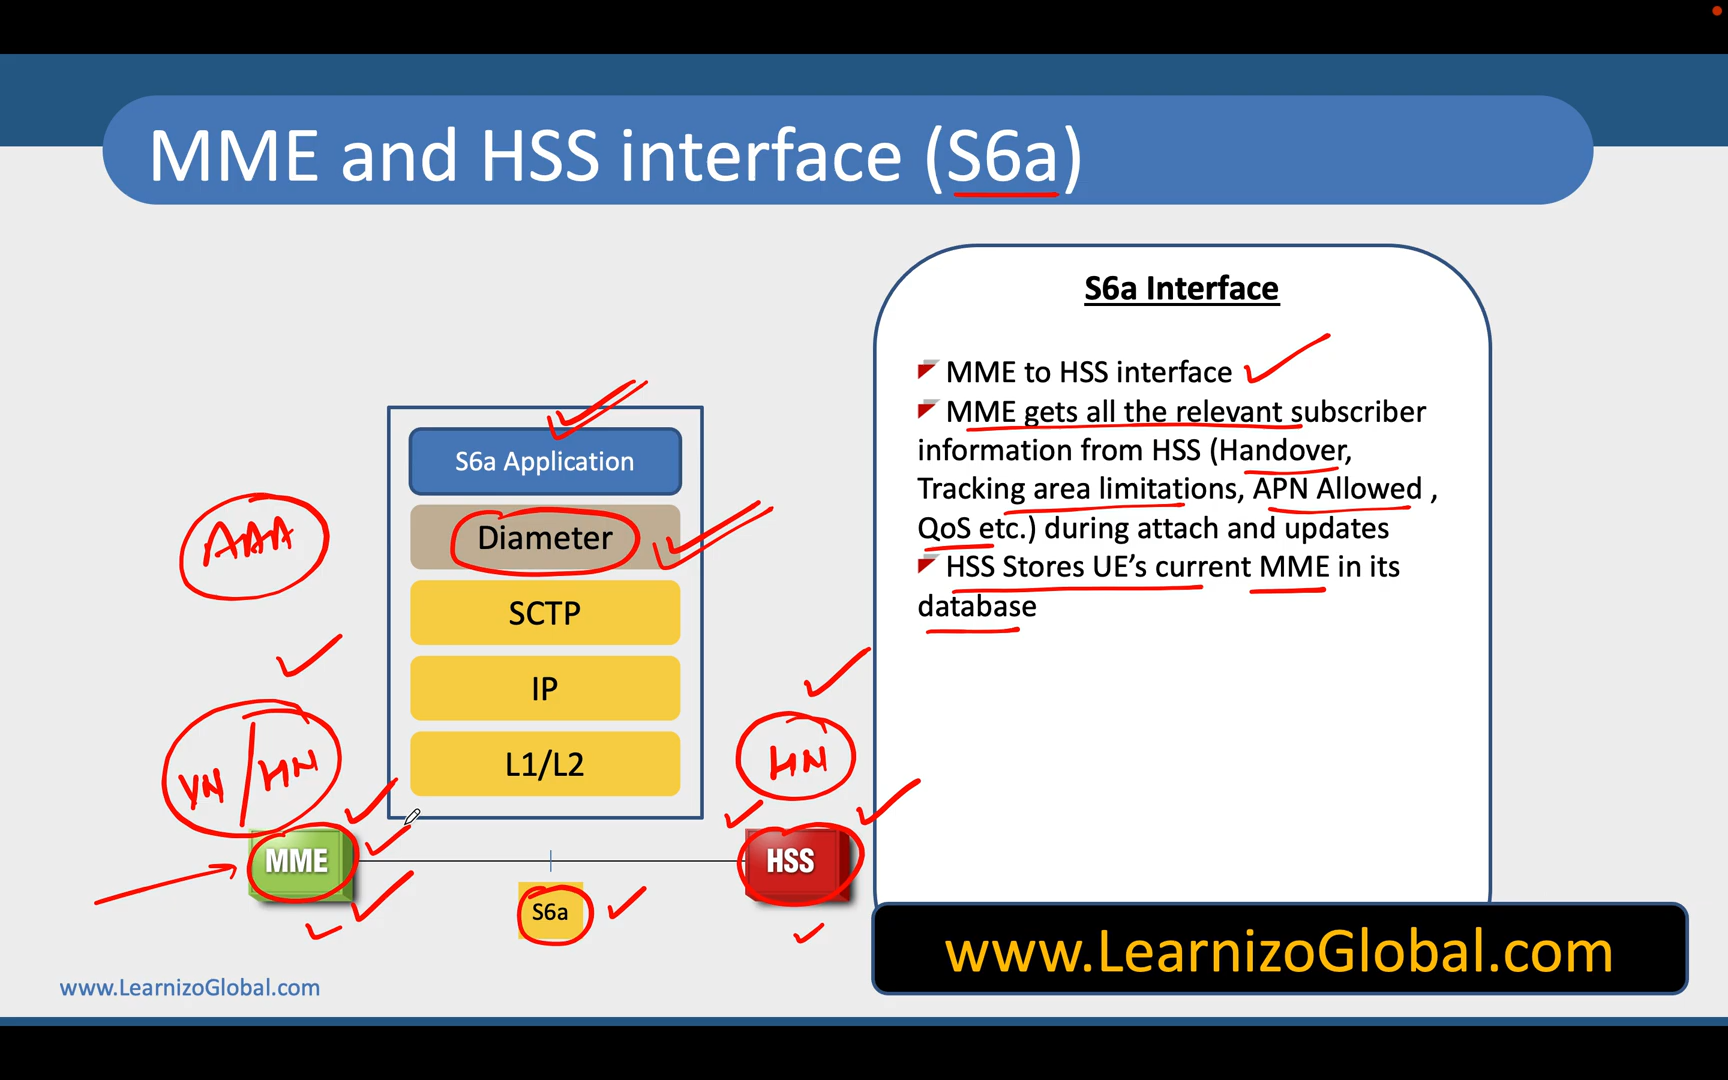 MME and HSS interface (S6a)
S6a Interface
MME to HSS interface
MME gets all the relevant subscriber
information from HSS (Handover,
Tracking area limitations, APN Allowed ,
QoS etc.) during attach and updates
HSS Stores UE’s current MME in its
database
S6a Application
Diameter
SCTP
IP
L1/L2
AAA
VN/HN
HN
MME
HSS
S6a
www.LearnizoGlobal.com
www.LearnizoGlobal.com